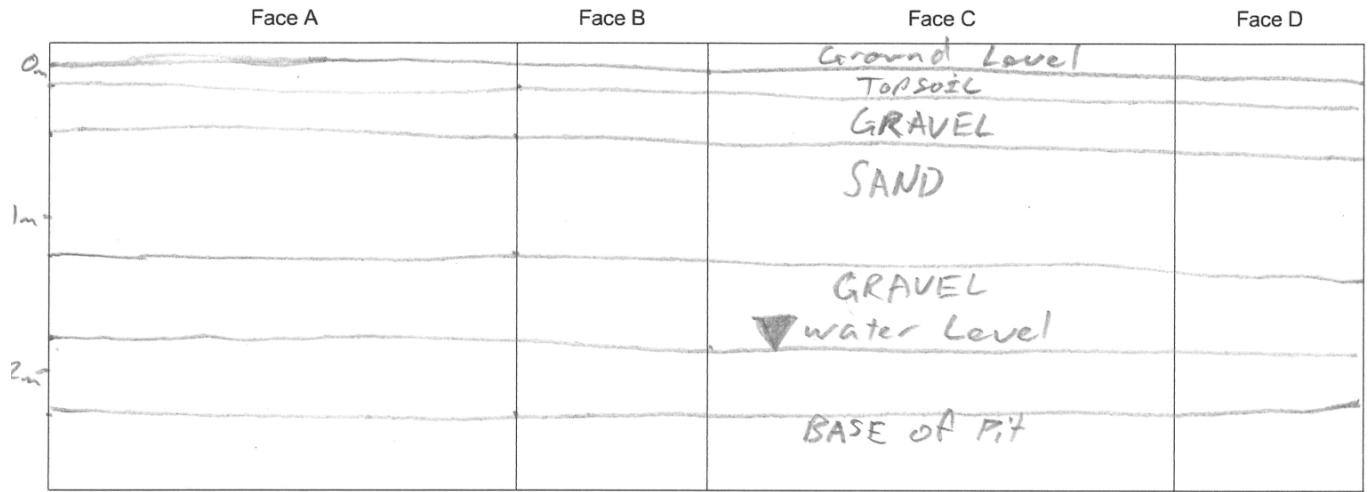 Face A Face B Face C Face D
0m Ground Level
Topsoil
GRAVEL
SAND
1m
GRAVEL
water Level
2m
BASE of Pit